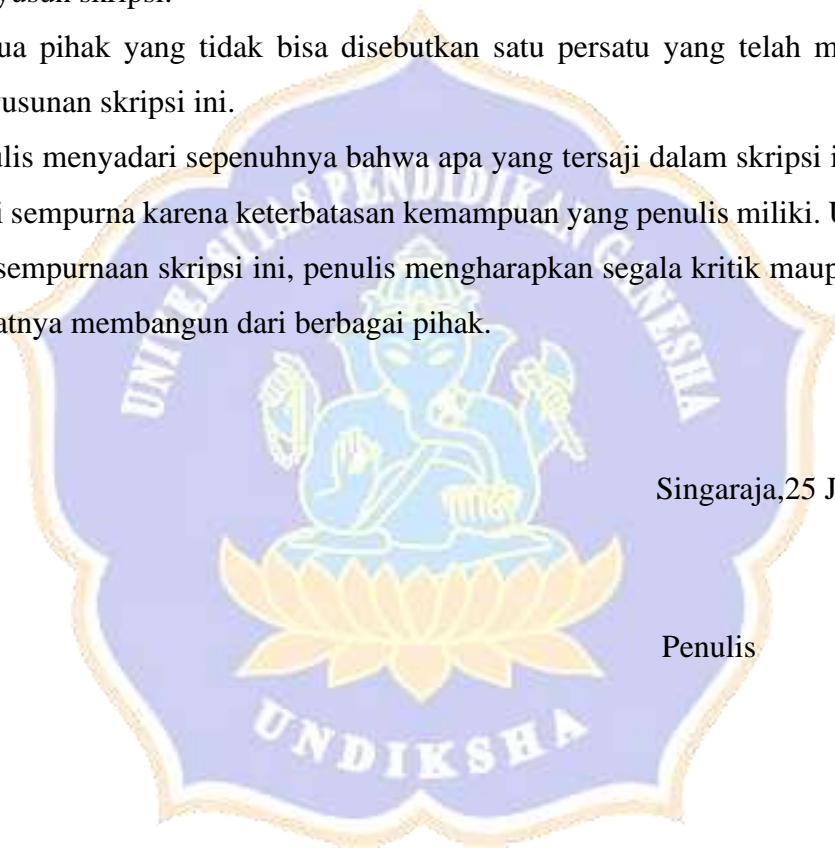 yusun skripsi.
ua pihak yang tidak bisa disebutkan satu persatu yang telah m
yusunan skripsi ini.
ulis menyadari sepenuhnya bahwa apa yang tersaji dalam skripsi i
i sempurna karena keterbatasan kemampuan yang penulis miliki. U
sempurnaan skripsi ini, penulis mengharapkan segala kritik maup
atnya membangun dari berbagai pihak.
UNIVERSITAS PENDIDIKAN GANESHA
Singaraja,25 J
Penulis
UNDIKSHA